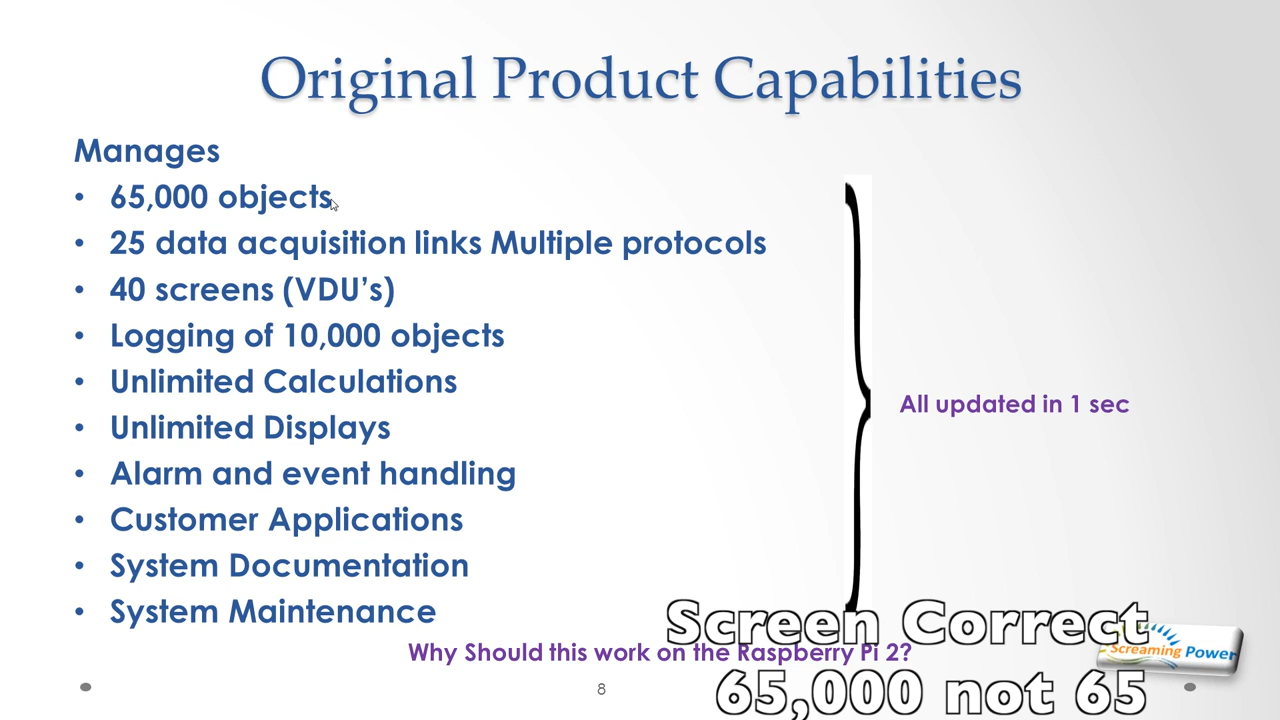 Original Product Capabilities
Manages
• 65,000 objects
• 25 data acquisition links Multiple protocols
• 40 screens (VDU’s)
• Logging of 10,000 objects
• Unlimited Calculations
• Unlimited Displays
• Alarm and event handling
• Customer Applications
• System Documentation
• System Maintenance
All updated in 1 sec
Why Should this work on the Raspberry Pi 2?
Screen Correct
65,000 not 65
Screaming Power
8